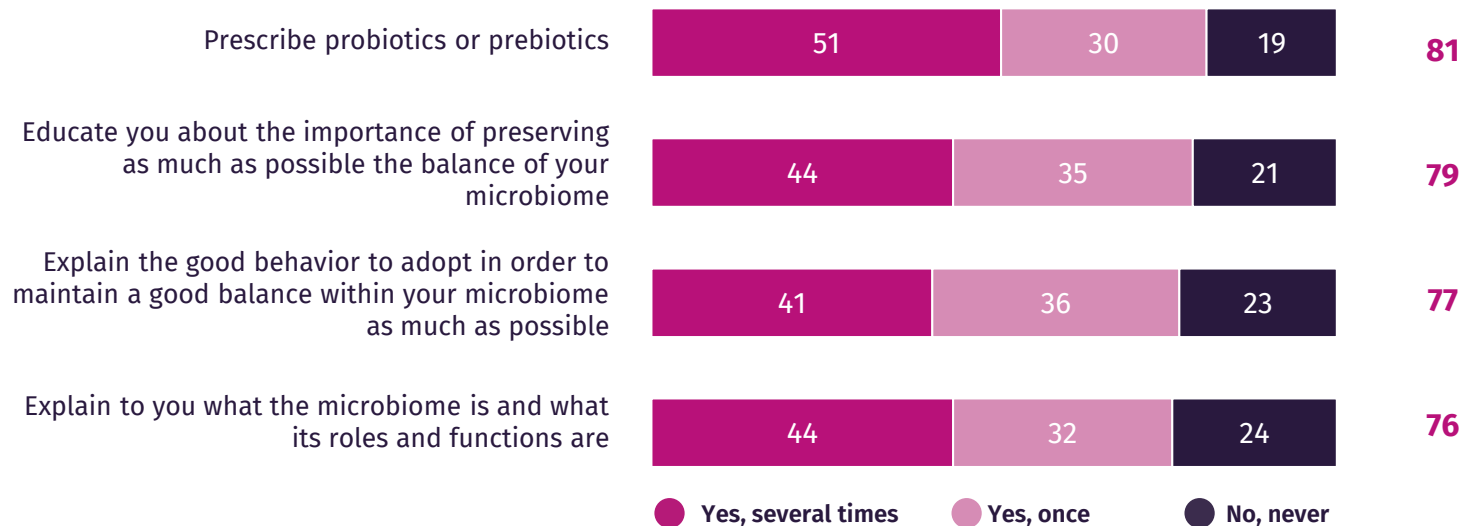 Prescribe probiotics or prebiotics
51 30 19 81
Educate you about the importance of preserving
as much as possible the balance of your
microbiome
44 35 21 79
Explain the good behavior to adopt in order to
maintain a good balance within your microbiome
as much as possible
41 36 23 77
Explain to you what the microbiome is and what
its roles and functions are
44 32 24 76
Yes, several times Yes, once No, never